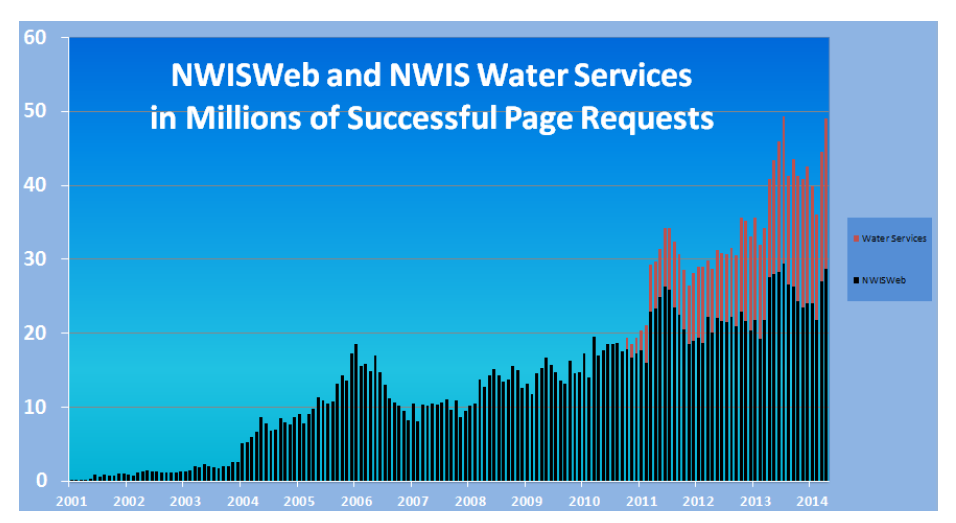 NWISWeb and NWIS Water Services
in Millions of Successful Page Requests
60
50
40
30
20
10
0
2001 2002 2003 2004 2005 2006 2007 2008 2009 2010 2011 2012 2013 2014
Water Services
NWISWeb